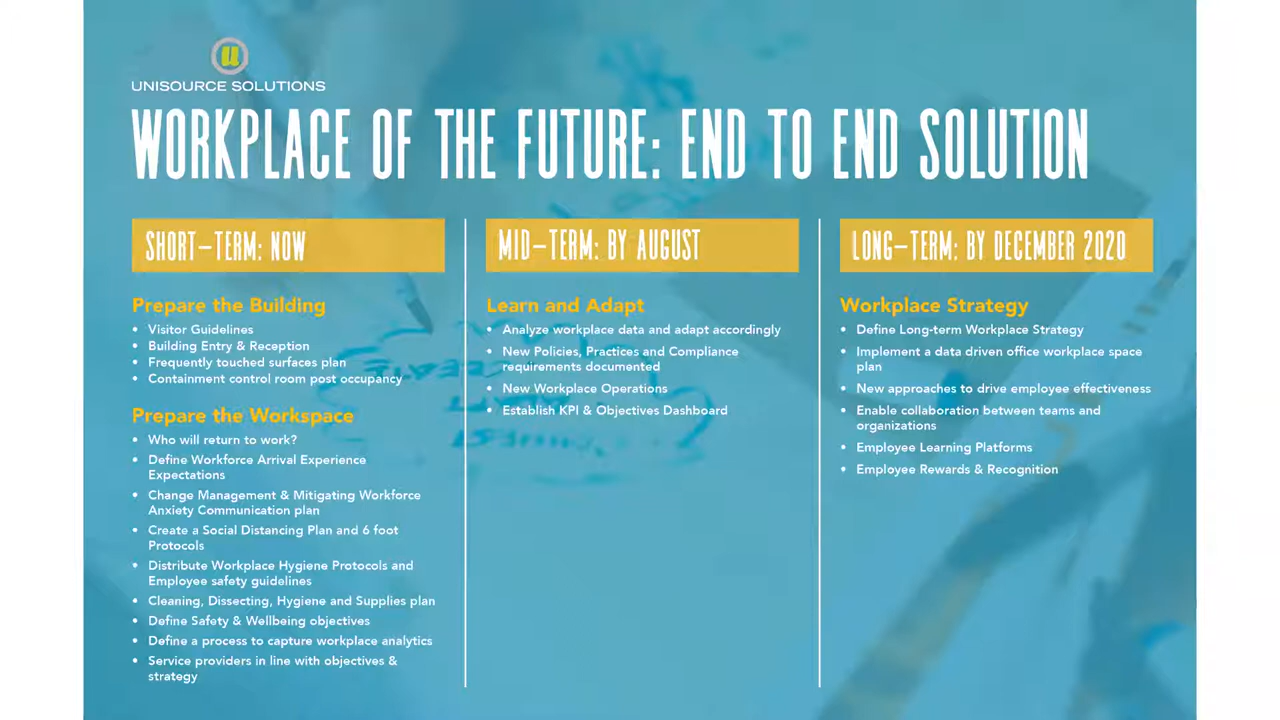 u
UNISOURCE SOLUTIONS
WORKPLACE OF THE FUTURE: END TO END SOLUTION
SHORT-TERM: NOW
Prepare the Building
• Visitor Guidelines
• Building Entry & Reception
• Frequently touched surfaces plan
• Containment control room post occupancy
Prepare the Workspace
• Who will return to work?
• Define Workforce Arrival Experience
Expectations
• Change Management & Mitigating Workforce
Anxiety Communication plan
• Create a Social Distancing Plan and 6 foot
Protocols
• Distribute Workplace Hygiene Protocols and
Employee safety guidelines
• Cleaning, Dissecting, Hygiene and Supplies plan
• Define Safety & Wellbeing objectives
• Define a process to capture workplace analytics
• Service providers in line with objectives &
strategy
MID-TERM: BY AUGUST
Learn and Adapt
• Analyze workplace data and adapt accordingly
• New Policies, Practices and Compliance
requirements documented
• New Workplace Operations
• Establish KPI & Objectives Dashboard
LONG-TERM: BY DECEMBER 2020
Workplace Strategy
• Define Long-term Workplace Strategy
• Implement a data driven office workplace space
plan
• New approaches to drive employee effectiveness
• Enable collaboration between teams and
organizations
• Employee Learning Platforms
• Employee Rewards & Recognition